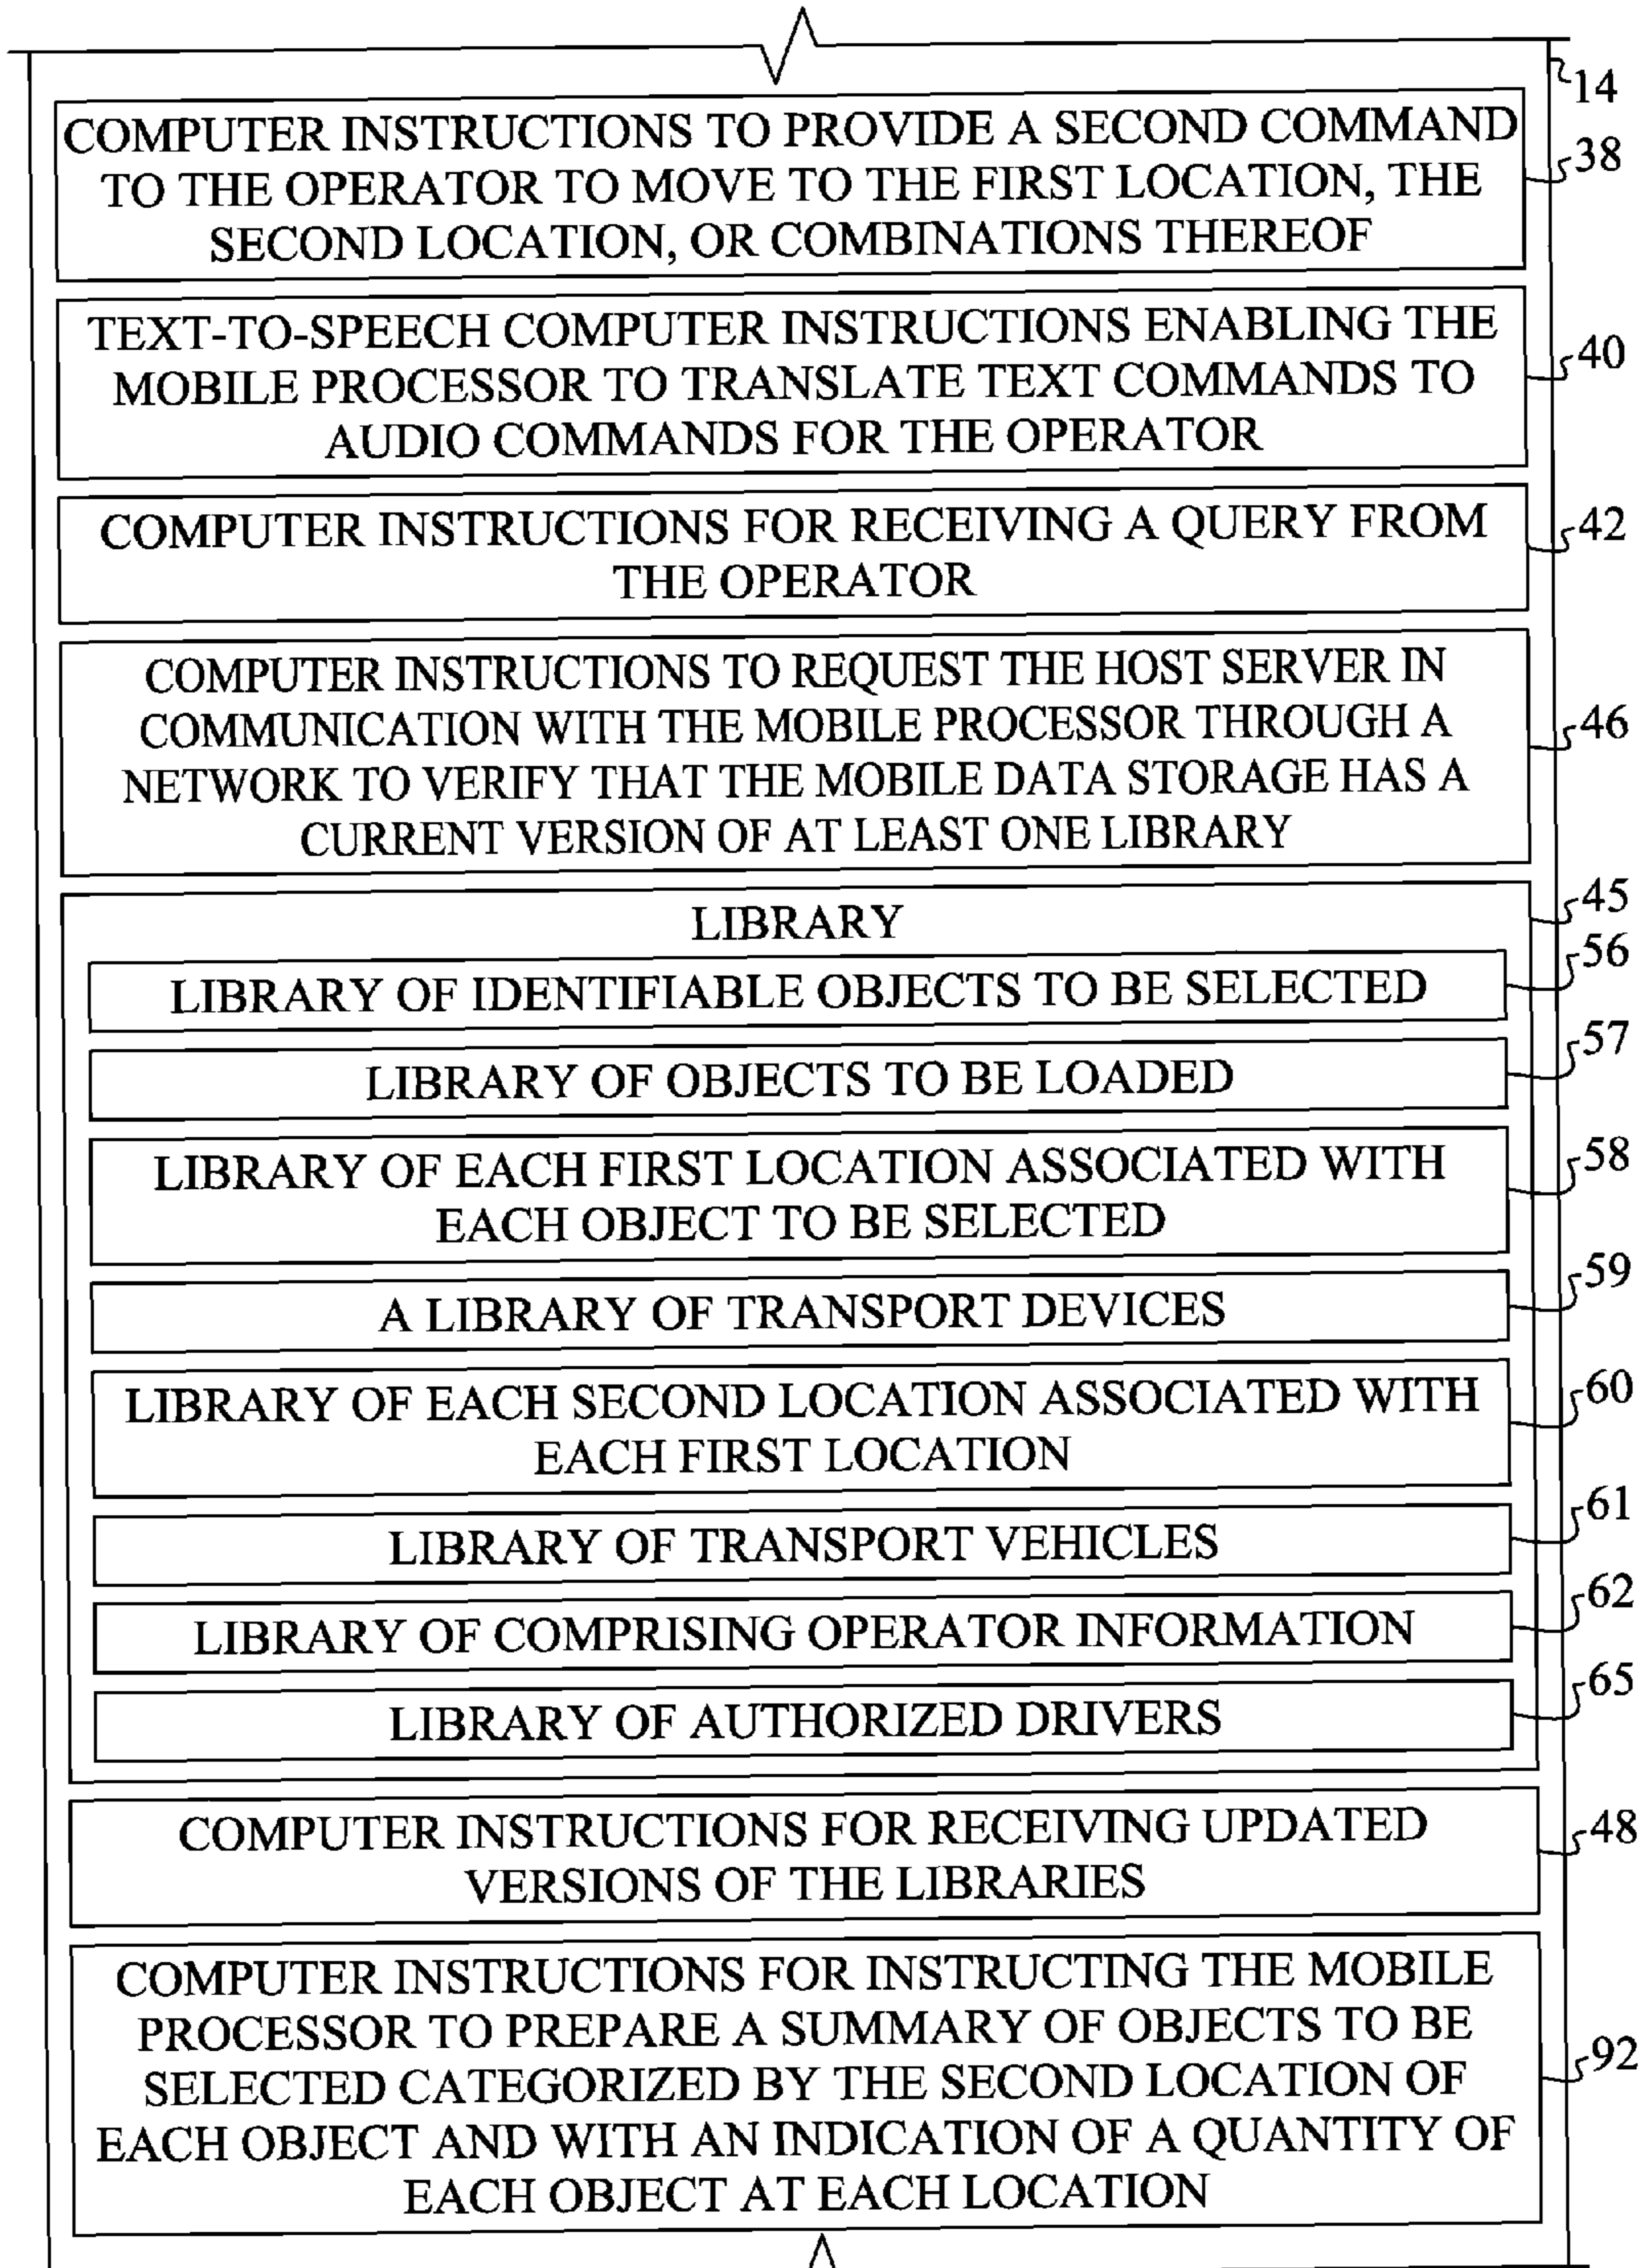 14
COMPUTER INSTRUCTIONS TO PROVIDE A SECOND COMMAND
TO THE OPERATOR TO MOVE TO THE FIRST LOCATION, THE
SECOND LOCATION, OR COMBINATIONS THEREOF
38
TEXT-TO-SPEECH COMPUTER INSTRUCTIONS ENABLING THE
MOBILE PROCESSOR TO TRANSLATE TEXT COMMANDS TO
AUDIO COMMANDS FOR THE OPERATOR
40
COMPUTER INSTRUCTIONS FOR RECEIVING A QUERY FROM
THE OPERATOR
42
COMPUTER INSTRUCTIONS TO REQUEST THE HOST SERVER IN
COMMUNICATION WITH THE MOBILE PROCESSOR THROUGH A
NETWORK TO VERIFY THAT THE MOBILE DATA STORAGE HAS A
CURRENT VERSION OF AT LEAST ONE LIBRARY
46
LIBRARY
45
LIBRARY OF IDENTIFIABLE OBJECTS TO BE SELECTED
56
LIBRARY OF OBJECTS TO BE LOADED
57
LIBRARY OF EACH FIRST LOCATION ASSOCIATED WITH
EACH OBJECT TO BE SELECTED
58
A LIBRARY OF TRANSPORT DEVICES
59
LIBRARY OF EACH SECOND LOCATION ASSOCIATED WITH
EACH FIRST LOCATION
60
LIBRARY OF TRANSPORT VEHICLES
61
LIBRARY OF COMPRISING OPERATOR INFORMATION
62
LIBRARY OF AUTHORIZED DRIVERS
65
COMPUTER INSTRUCTIONS FOR RECEIVING UPDATED
VERSIONS OF THE LIBRARIES
48
COMPUTER INSTRUCTIONS FOR INSTRUCTING THE MOBILE
PROCESSOR TO PREPARE A SUMMARY OF OBJECTS TO BE
SELECTED CATEGORIZED BY THE SECOND LOCATION OF
EACH OBJECT AND WITH AN INDICATION OF A QUANTITY OF
EACH OBJECT AT EACH LOCATION
92